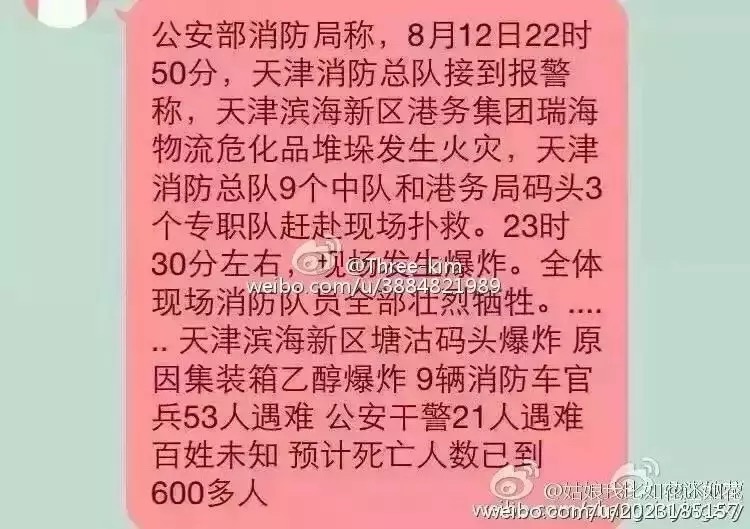 公安部消防局称，8月12日22时
50分，天津消防总队接到报警
称，天津滨海新区港务集团瑞海
物流危化品堆垛发生火灾，天津
消防总队9个中队和港务局码头3
个专职队赶赴现场扑救。23时
30分左右，现场发生爆炸。全体
@Three-kim
weibo.com/u/3884821989
现场消防队员全部壮烈牺牲。.....
.. 天津滨海新区塘沽码头爆炸 原
因集装箱乙醇爆炸 9辆消防车官
兵53人遇难 公安干警21人遇难
百姓未知 预计死亡人数已到
600多人
weibo.com/u/2023185157